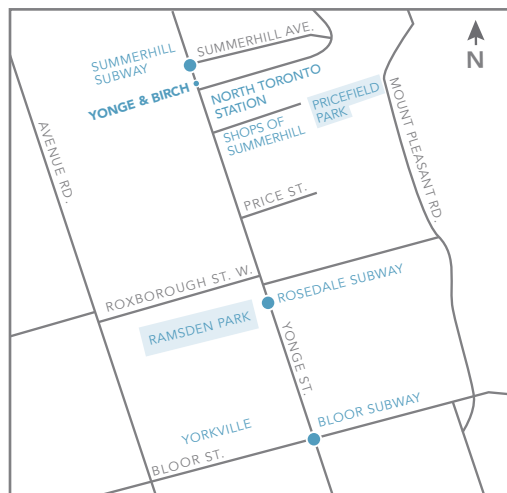 SUMMERHILL AVE.
SUMMERHILL
SUBWAY
N
YONGE & BIRCH
NORTH TORONTO
STATION
PRICEFIELD
PARK
MOUNT PLEASANT RD.
SHOPS OF
SUMMERHILL
AVENUE RD.
PRICE ST.
ROXBOROUGH ST. W.
ROSEDALE SUBWAY
RAMSDEN PARK
YONGE ST.
BLOOR SUBWAY
YORKVILLE
BLOOR ST.